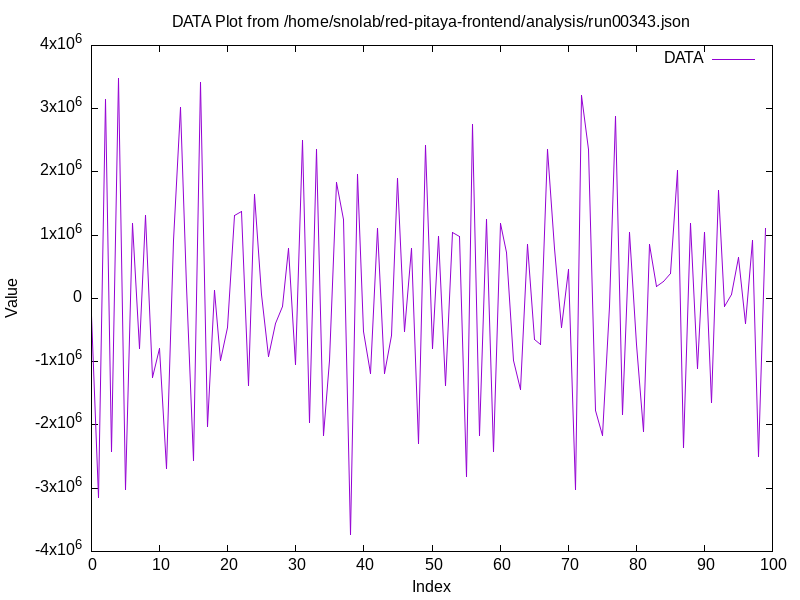 DATA Plot from /home/snolab/red-pitaya-frontend/analysis/run00343.json
DATA
4x10^6
3x10^6
2x10^6
1x10^6
0
-1x10^6
-2x10^6
-3x10^6
-4x10^6
Value
0 10 20 30 40 50 60 70 80 90 100
Index